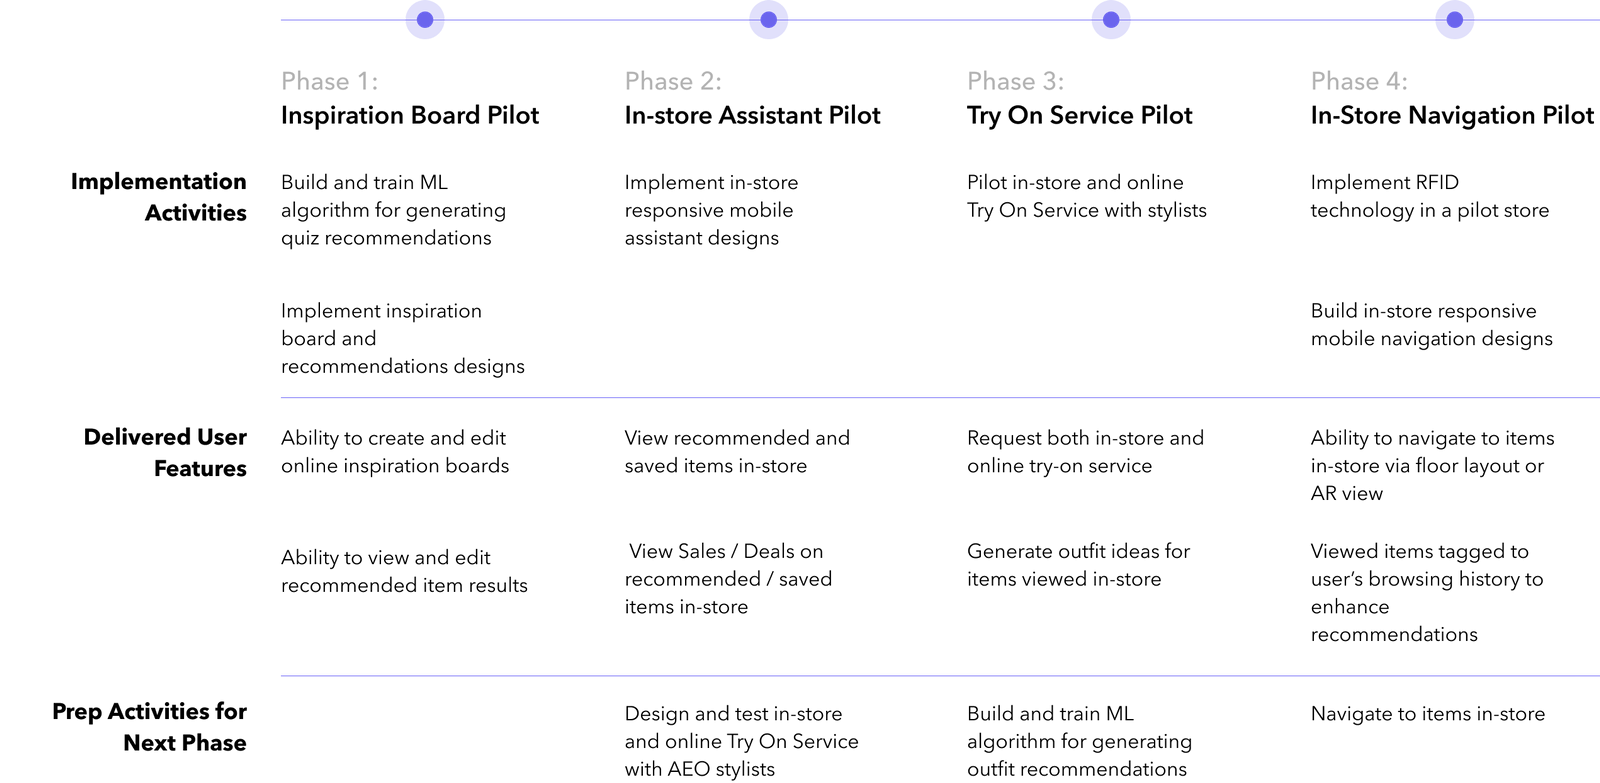 Phase 1:
Inspiration Board Pilot
Phase 2:
In-store Assistant Pilot
Phase 3:
Try On Service Pilot
Phase 4:
In-Store Navigation Pilot
Implementation
Activities
Build and train ML
algorithm for generating
quiz recommendations
Implement inspiration
board and
recommendations designs
Implement in-store
responsive mobile
assistant designs
Pilot in-store and online
Try On Service with stylists
Implement RFID
technology in a pilot store
Build in-store responsive
mobile navigation designs
Delivered User
Features
Ability to create and edit
online inspiration boards
Ability to view and edit
recommended item results
View recommended and
saved items in-store
View Sales / Deals on
recommended / saved
items in-store
Request both in-store and
online try-on service
Generate outfit ideas for
items viewed in-store
Ability to navigate to items
in-store via floor layout or
AR view
Viewed items tagged to
user’s browsing history to
enhance
recommendations
Prep Activities for
Next Phase
Design and test in-store
and online Try On Service
with AEO stylists
Build and train ML
algorithm for generating
outfit recommendations
Navigate to items in-store